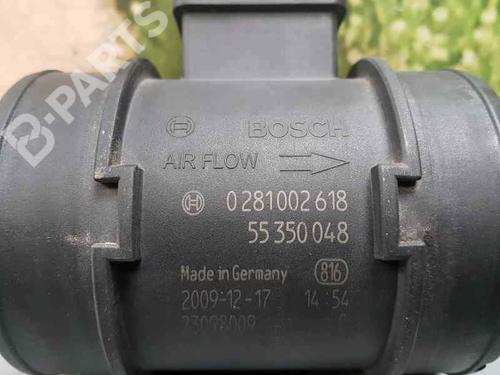 B-PARTS
BOSCH
AIR FLOW
0 281 002 618
55 350 048
Made in Germany 816
2009-12-17 14:54
23098009